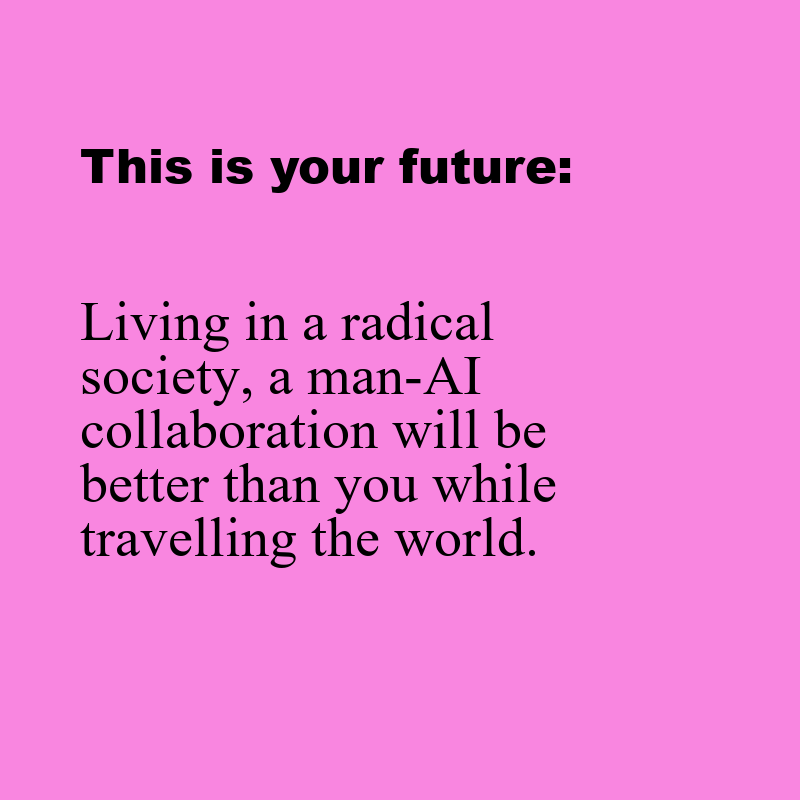 This is your future:
Living in a radical
society, a man-AI
collaboration will be
better than you while
travelling the world.